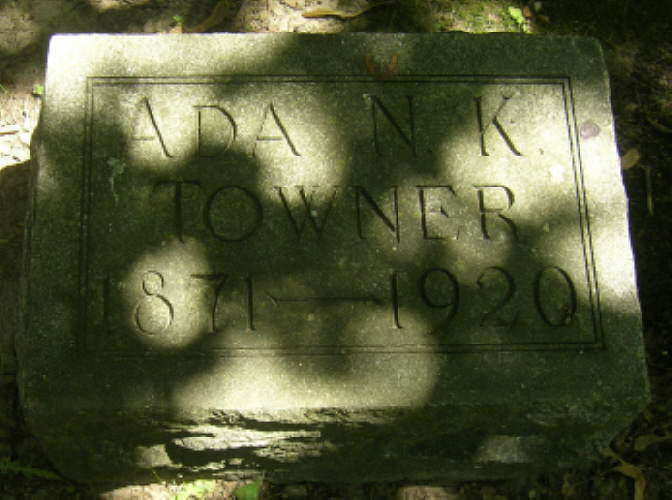 ADA N. K.
TOWNER
1871 — 1920